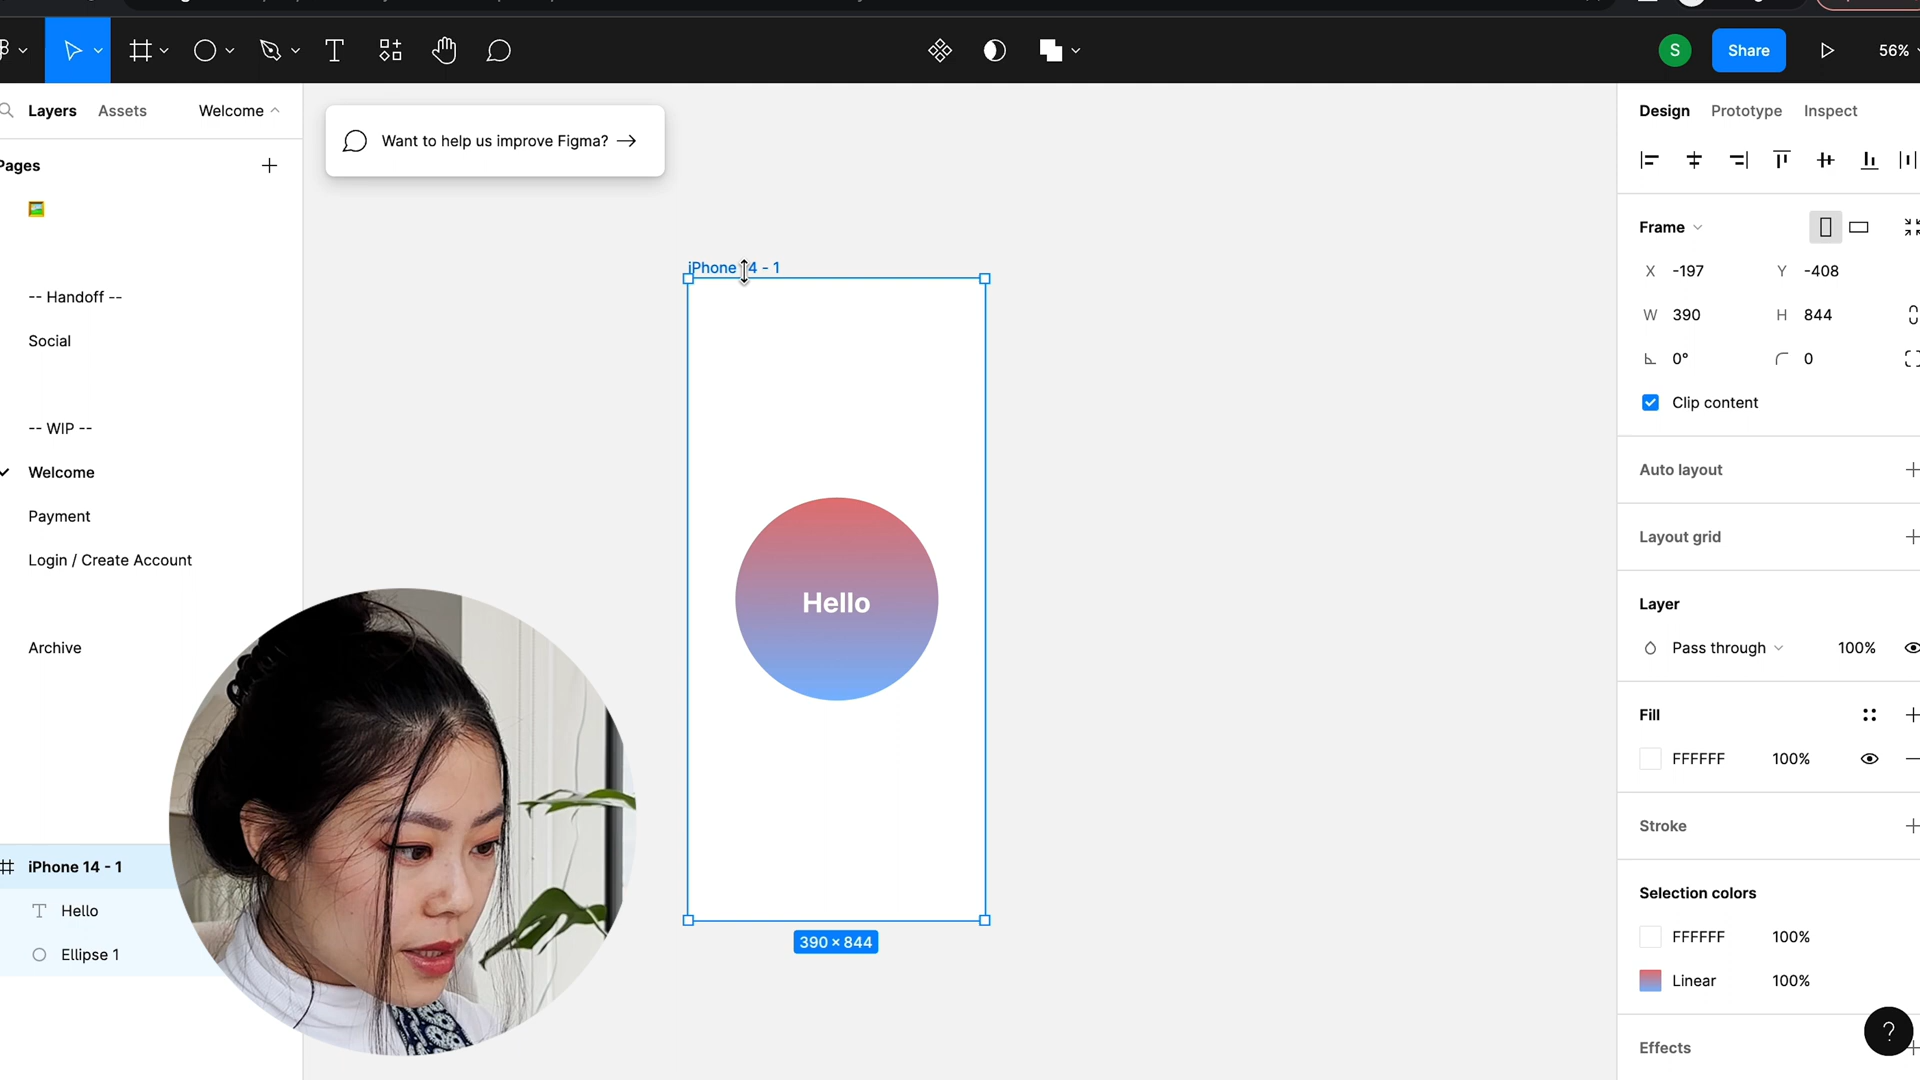 S
Share
56%
Layers
Assets
Welcome
Want to help us improve Figma? →
Pages
-- Handoff --
Social
-- WIP --
Welcome
Payment
Login / Create Account
Archive
iPhone 14 - 1
Hello
Ellipse 1
iPhone 14 - 1
Hello
390 × 844
Design
Prototype
Inspect
Frame
X -197
Y -408
W 390
H 844
0°
0
Clip content
Auto layout
Layout grid
Layer
Pass through
100%
Fill
FFFFFF
100%
Stroke
Selection colors
FFFFFF
100%
Linear
100%
Effects
?